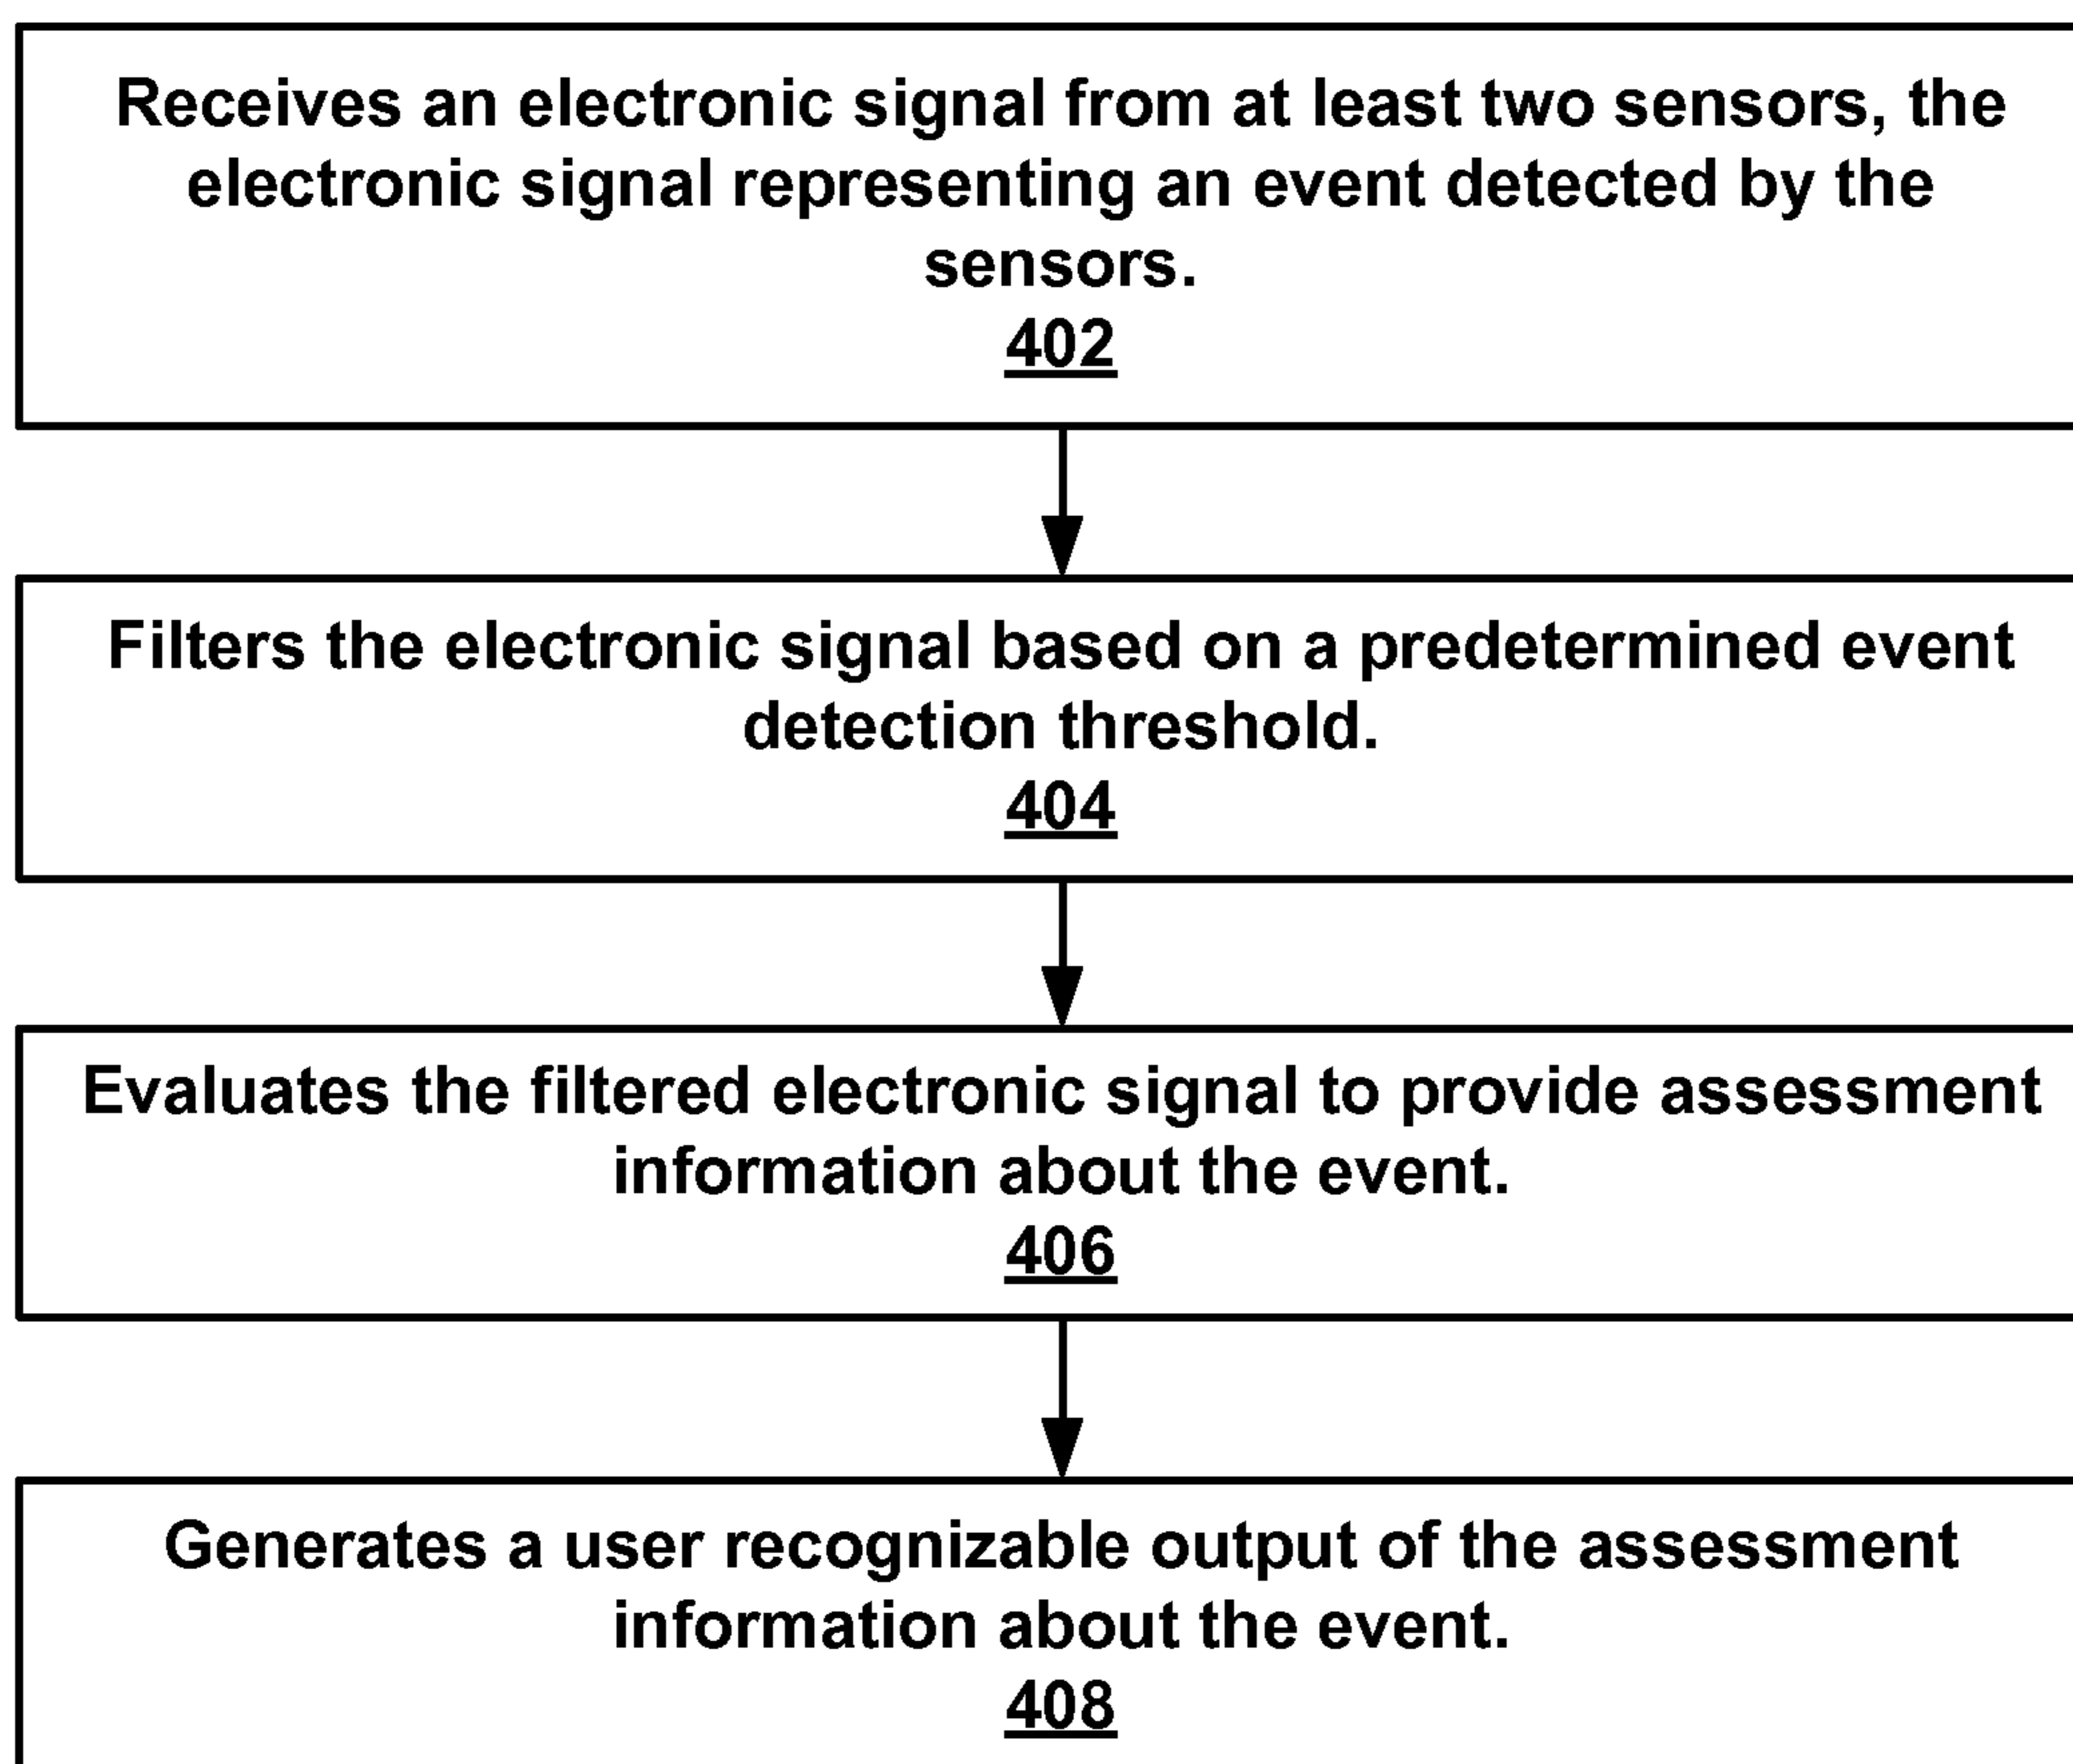 Receives an electronic signal from at least two sensors, the
electronic signal representing an event detected by the
sensors.
402
Filters the electronic signal based on a predetermined event
detection threshold.
404
Evaluates the filtered electronic signal to provide assessment
information about the event.
406
Generates a user recognizable output of the assessment
information about the event.
408